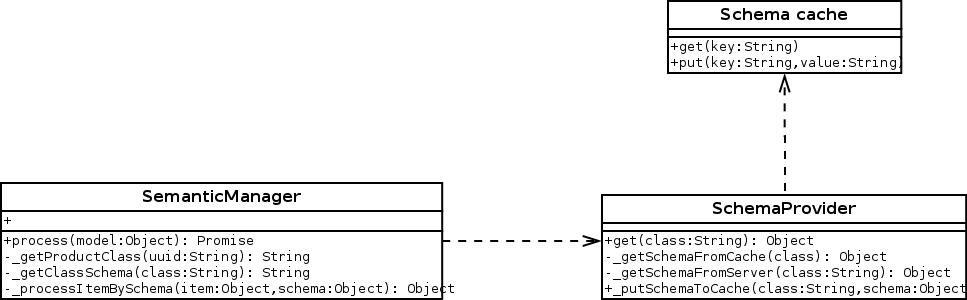 Schema cache
+get(key:String)
+put(key:String,value:String)
SemanticManager
+
+process(model:Object): Promise
-_getProductClass(uuid:String): String
-_getClassSchema(class:String): String
-_processItemBySchema(item:Object,schema:Object): Object
SchemaProvider
+get(class:String): Object
-_getSchemaFromCache(class): Object
-_getSchemaFromServer(class:String): Object
+_putSchemaToCache(class:String,schema:Object